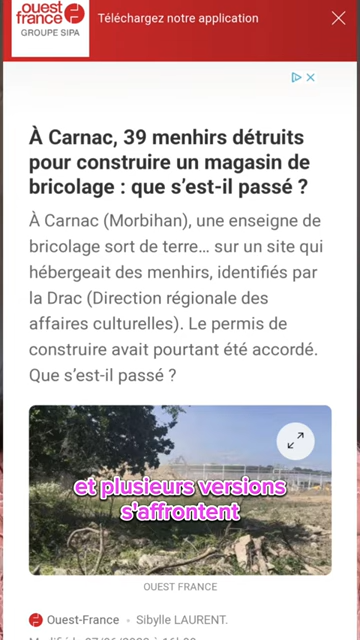 ouest
france
GROUPE SIPA
Téléchargez notre application
À Carnac, 39 menhirs détruits
pour construire un magasin de
bricolage : que s’est-il passé ?
À Carnac (Morbihan), une enseigne de
bricolage sort de terre… sur un site qui
hébergeait des menhirs, identifiés par
la Drac (Direction régionale des
affaires culturelles). Le permis de
construire avait pourtant été accordé.
Que s’est-il passé ?
et plusieurs versions
s'affrontent
OUEST FRANCE
Ouest-France • Sibylle LAURENT.